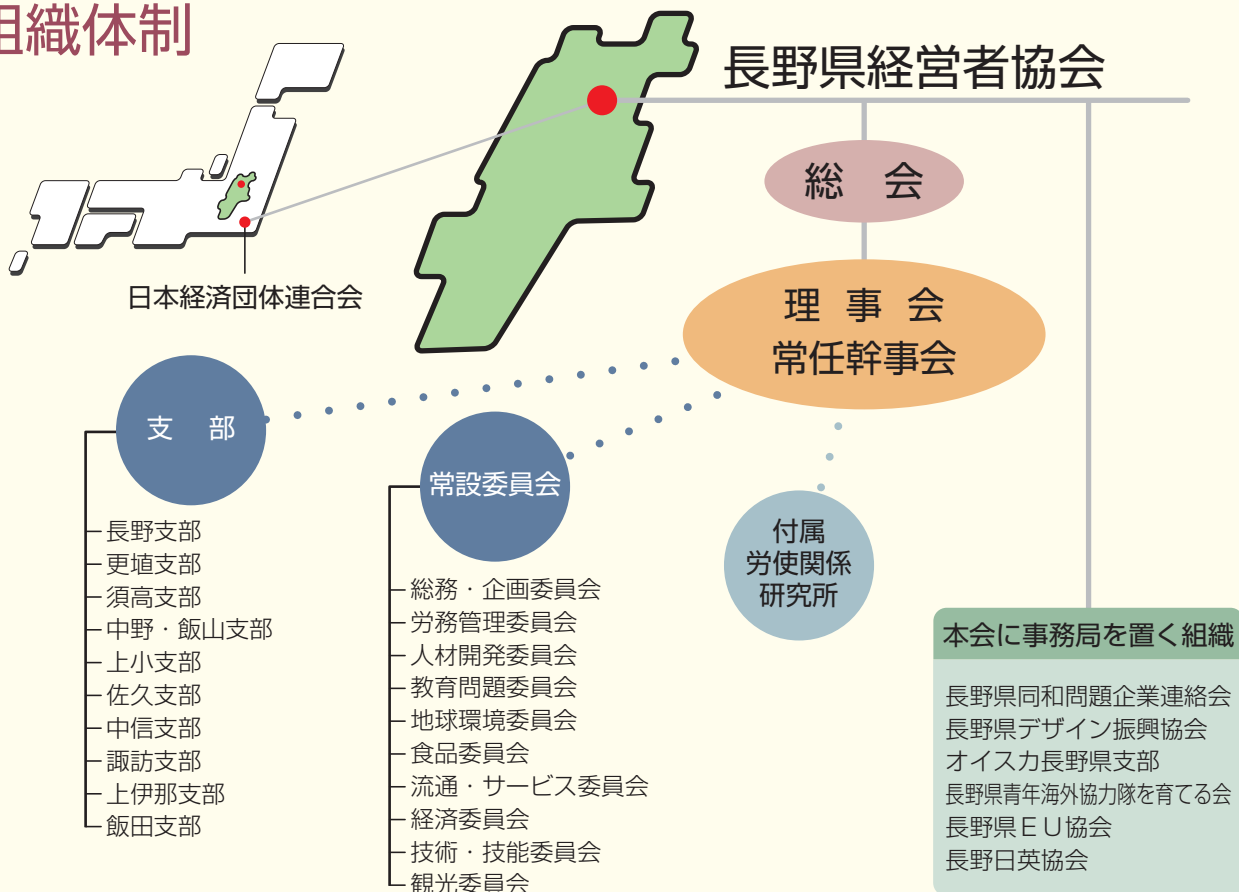 組織体制
長野県経営者協会
日本経済団体連合会
総 会
理 事 会
常任幹事会
支 部
長野支部
更埴支部
須高支部
中野・飯山支部
上小支部
佐久支部
中信支部
諏訪支部
上伊那支部
飯田支部
常設委員会
総務・企画委員会
労務管理委員会
人材開発委員会
教育問題委員会
地球環境委員会
食品委員会
流通・サービス委員会
経済委員会
技術・技能委員会
観光委員会
付属
労使関係
研究所
本会に事務局を置く組織
長野県同和問題企業連絡会
長野県デザイン振興協会
オイスカ長野県支部
長野県青年海外協力隊を育てる会
長野県EU協会
長野日英協会